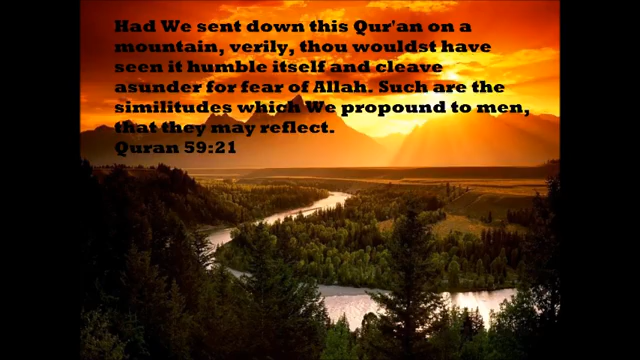 Had We sent down this Qur'an on a
mountain, verily, thou wouldst have
seen it humble itself and cleave
asunder for fear of Allah. Such are the
similitudes which We propound to men,
that they may reflect.
Quran 59:21